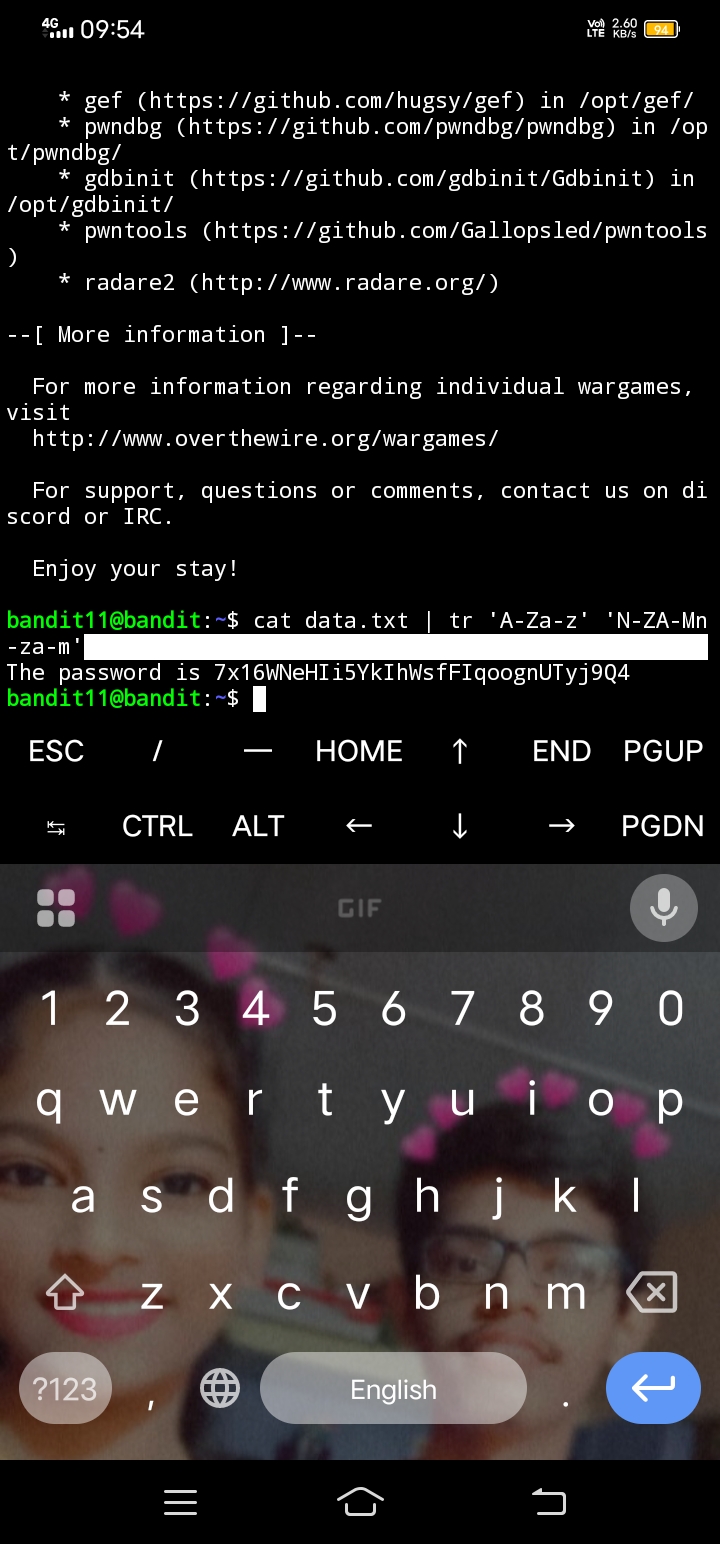 4G 09:54 Vo) LTE 2.60 KB/s 94
* gef (https://github.com/hugsy/gef) in /opt/gef/
* pwndbg (https://github.com/pwndbg/pwndbg) in /op
t/pwndbg/
* gdbinit (https://github.com/gdbinit/Gdbinit) in
/opt/gdbinit/
* pwntools (https://github.com/Gallopsled/pwntools
)
* radare2 (http://www.radare.org/)
--[ More information ]--
For more information regarding individual wargames,
visit
http://www.overthewire.org/wargames/
For support, questions or comments, contact us on di
scord or IRC.
Enjoy your stay!
bandit11@bandit:~$ cat data.txt | tr 'A-Za-z' 'N-ZA-Mn
-za-m'
The password is 7x16WNeHIi5YkIhWsfFIqoognUTyj9Q4
bandit11@bandit:~$
ESC / — HOME ↑ END PGUP
↹ CTRL ALT ← ↓ → PGDN
GIF
1 2 3 4 5 6 7 8 9 0
q w e r t y u i o p
a s d f g h j k l
z x c v b n m
?123 , English .